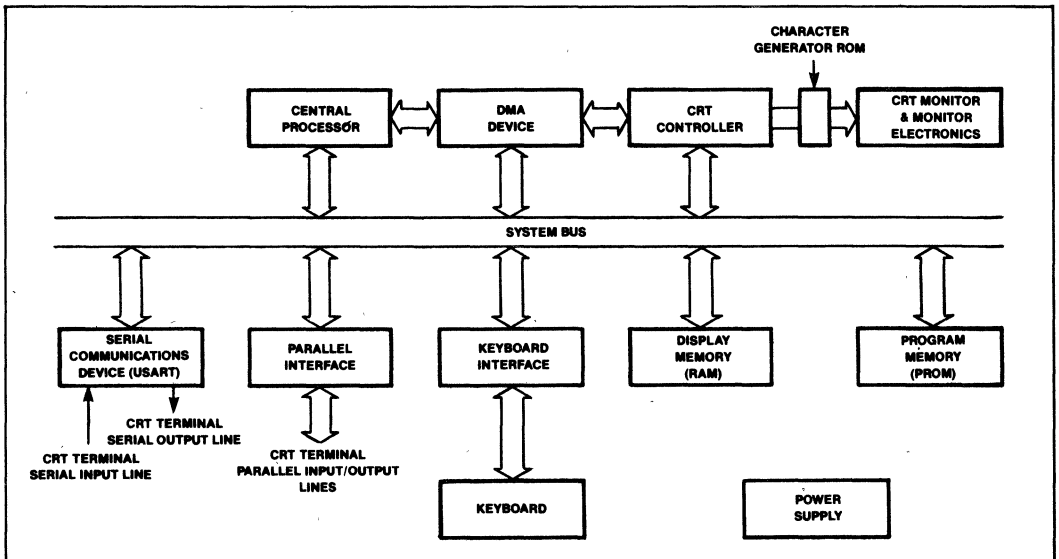 CHARACTER
GENERATOR ROM
CENTRAL
PROCESSOR
DMA
DEVICE
CRT
CONTROLLER
CRT MONITOR
& MONITOR
ELECTRONICS
SYSTEM BUS
SERIAL
COMMUNICATIONS
DEVICE (USART)
PARALLEL
INTERFACE
KEYBOARD
INTERFACE
DISPLAY
MEMORY
(RAM)
PROGRAM
MEMORY
(PROM)
CRT TERMINAL
SERIAL OUTPUT LINE
CRT TERMINAL
SERIAL INPUT LINE
CRT TERMINAL
PARALLEL INPUT/OUTPUT
LINES
KEYBOARD
POWER
SUPPLY